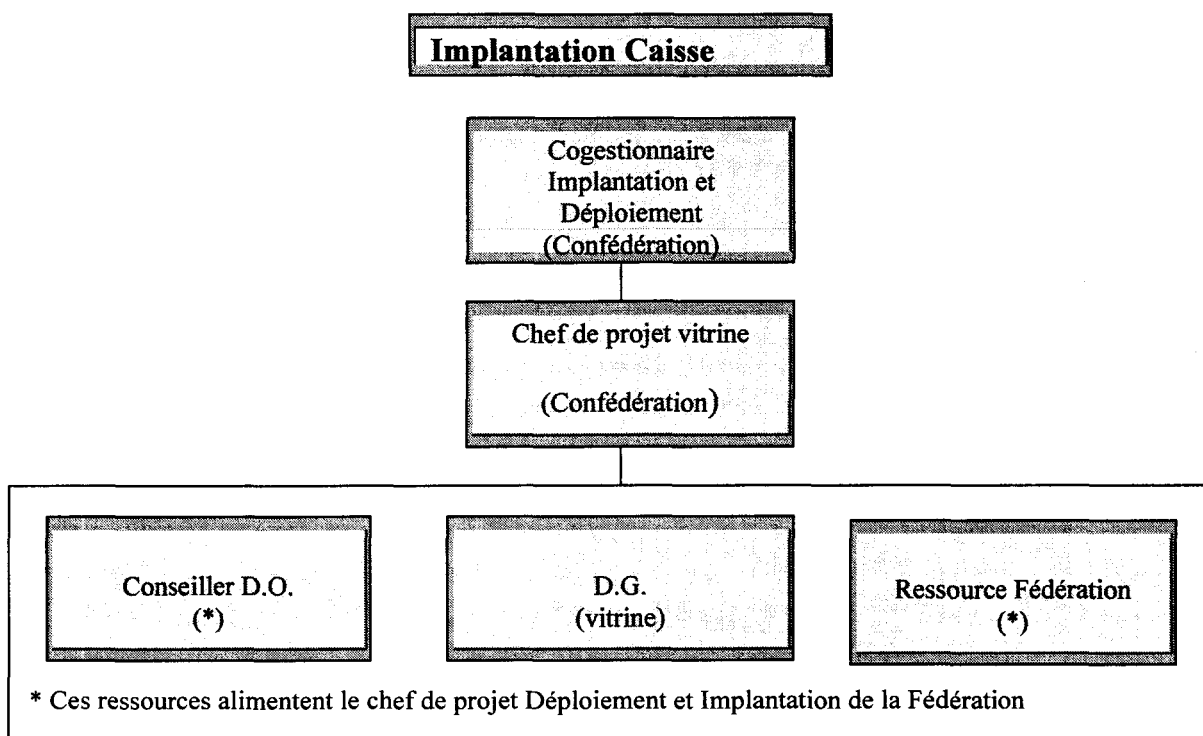 Implantation Caisse
Cogestionnaire
Implantation et
Déploiement
(Confédération)
Chef de projet vitrine
(Confédération)
Conseiller D.O.
(*)
D.G.
(vitrine)
Ressource Fédération
(*)
* Ces ressources alimentent le chef de projet Déploiement et Implantation de la Fédération